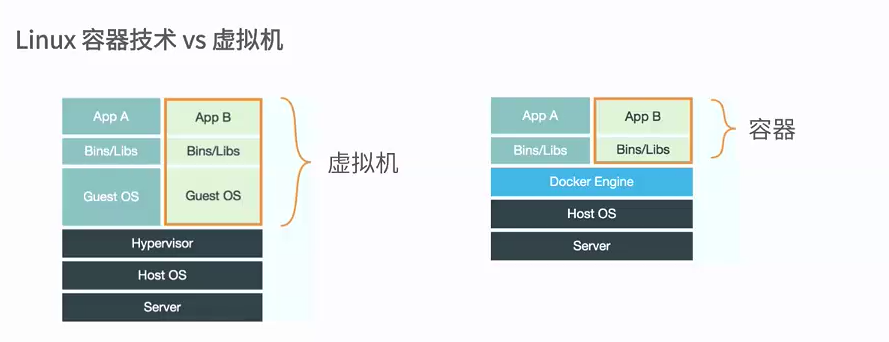 Linux 容器技术 vs 虚拟机
App A
App B
Bins/Libs
Bins/Libs
Guest OS
Guest OS
Hypervisor
Host OS
Server
虚拟机
App A
App B
Bins/Libs
Bins/Libs
Docker Engine
Host OS
Server
容器